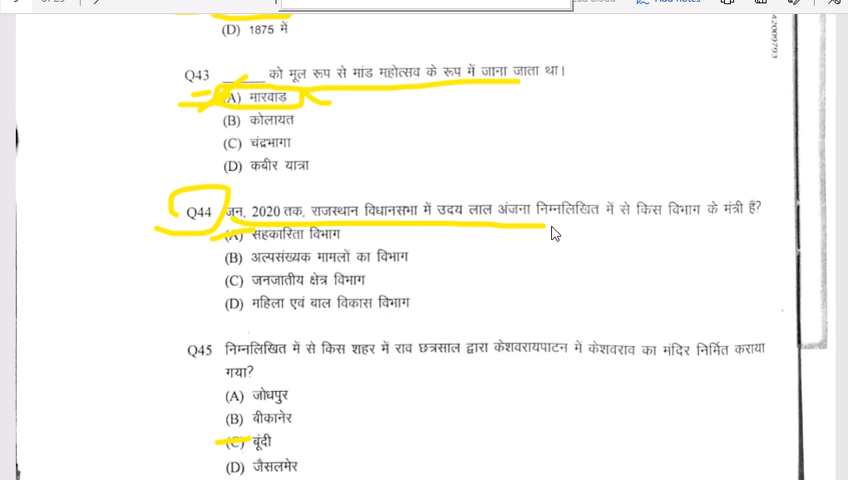 (D) 1875 में
Q43 ______ को मूल रूप से मांड महोत्सव के रूप में जाना जाता था।
(A) मारवाड़
(B) कोलायत
(C) चंद्रभागा
(D) कबीर यात्रा
Q44 जन, 2020 तक, राजस्थान विधानसभा में उदय लाल अंजना निम्नलिखित में से किस विभाग के मंत्री हैं?
(A) सहकारिता विभाग
(B) अल्पसंख्यक मामलों का विभाग
(C) जनजातीय क्षेत्र विभाग
(D) महिला एवं बाल विकास विभाग
Q45 निम्नलिखित में से किस शहर में राव छत्रसाल द्वारा केशवरायपाटन में केशवराव का मंदिर निर्मित कराया
गया?
(A) जोधपुर
(B) बीकानेर
(C) बूंदी
(D) जैसलमेर
42009793